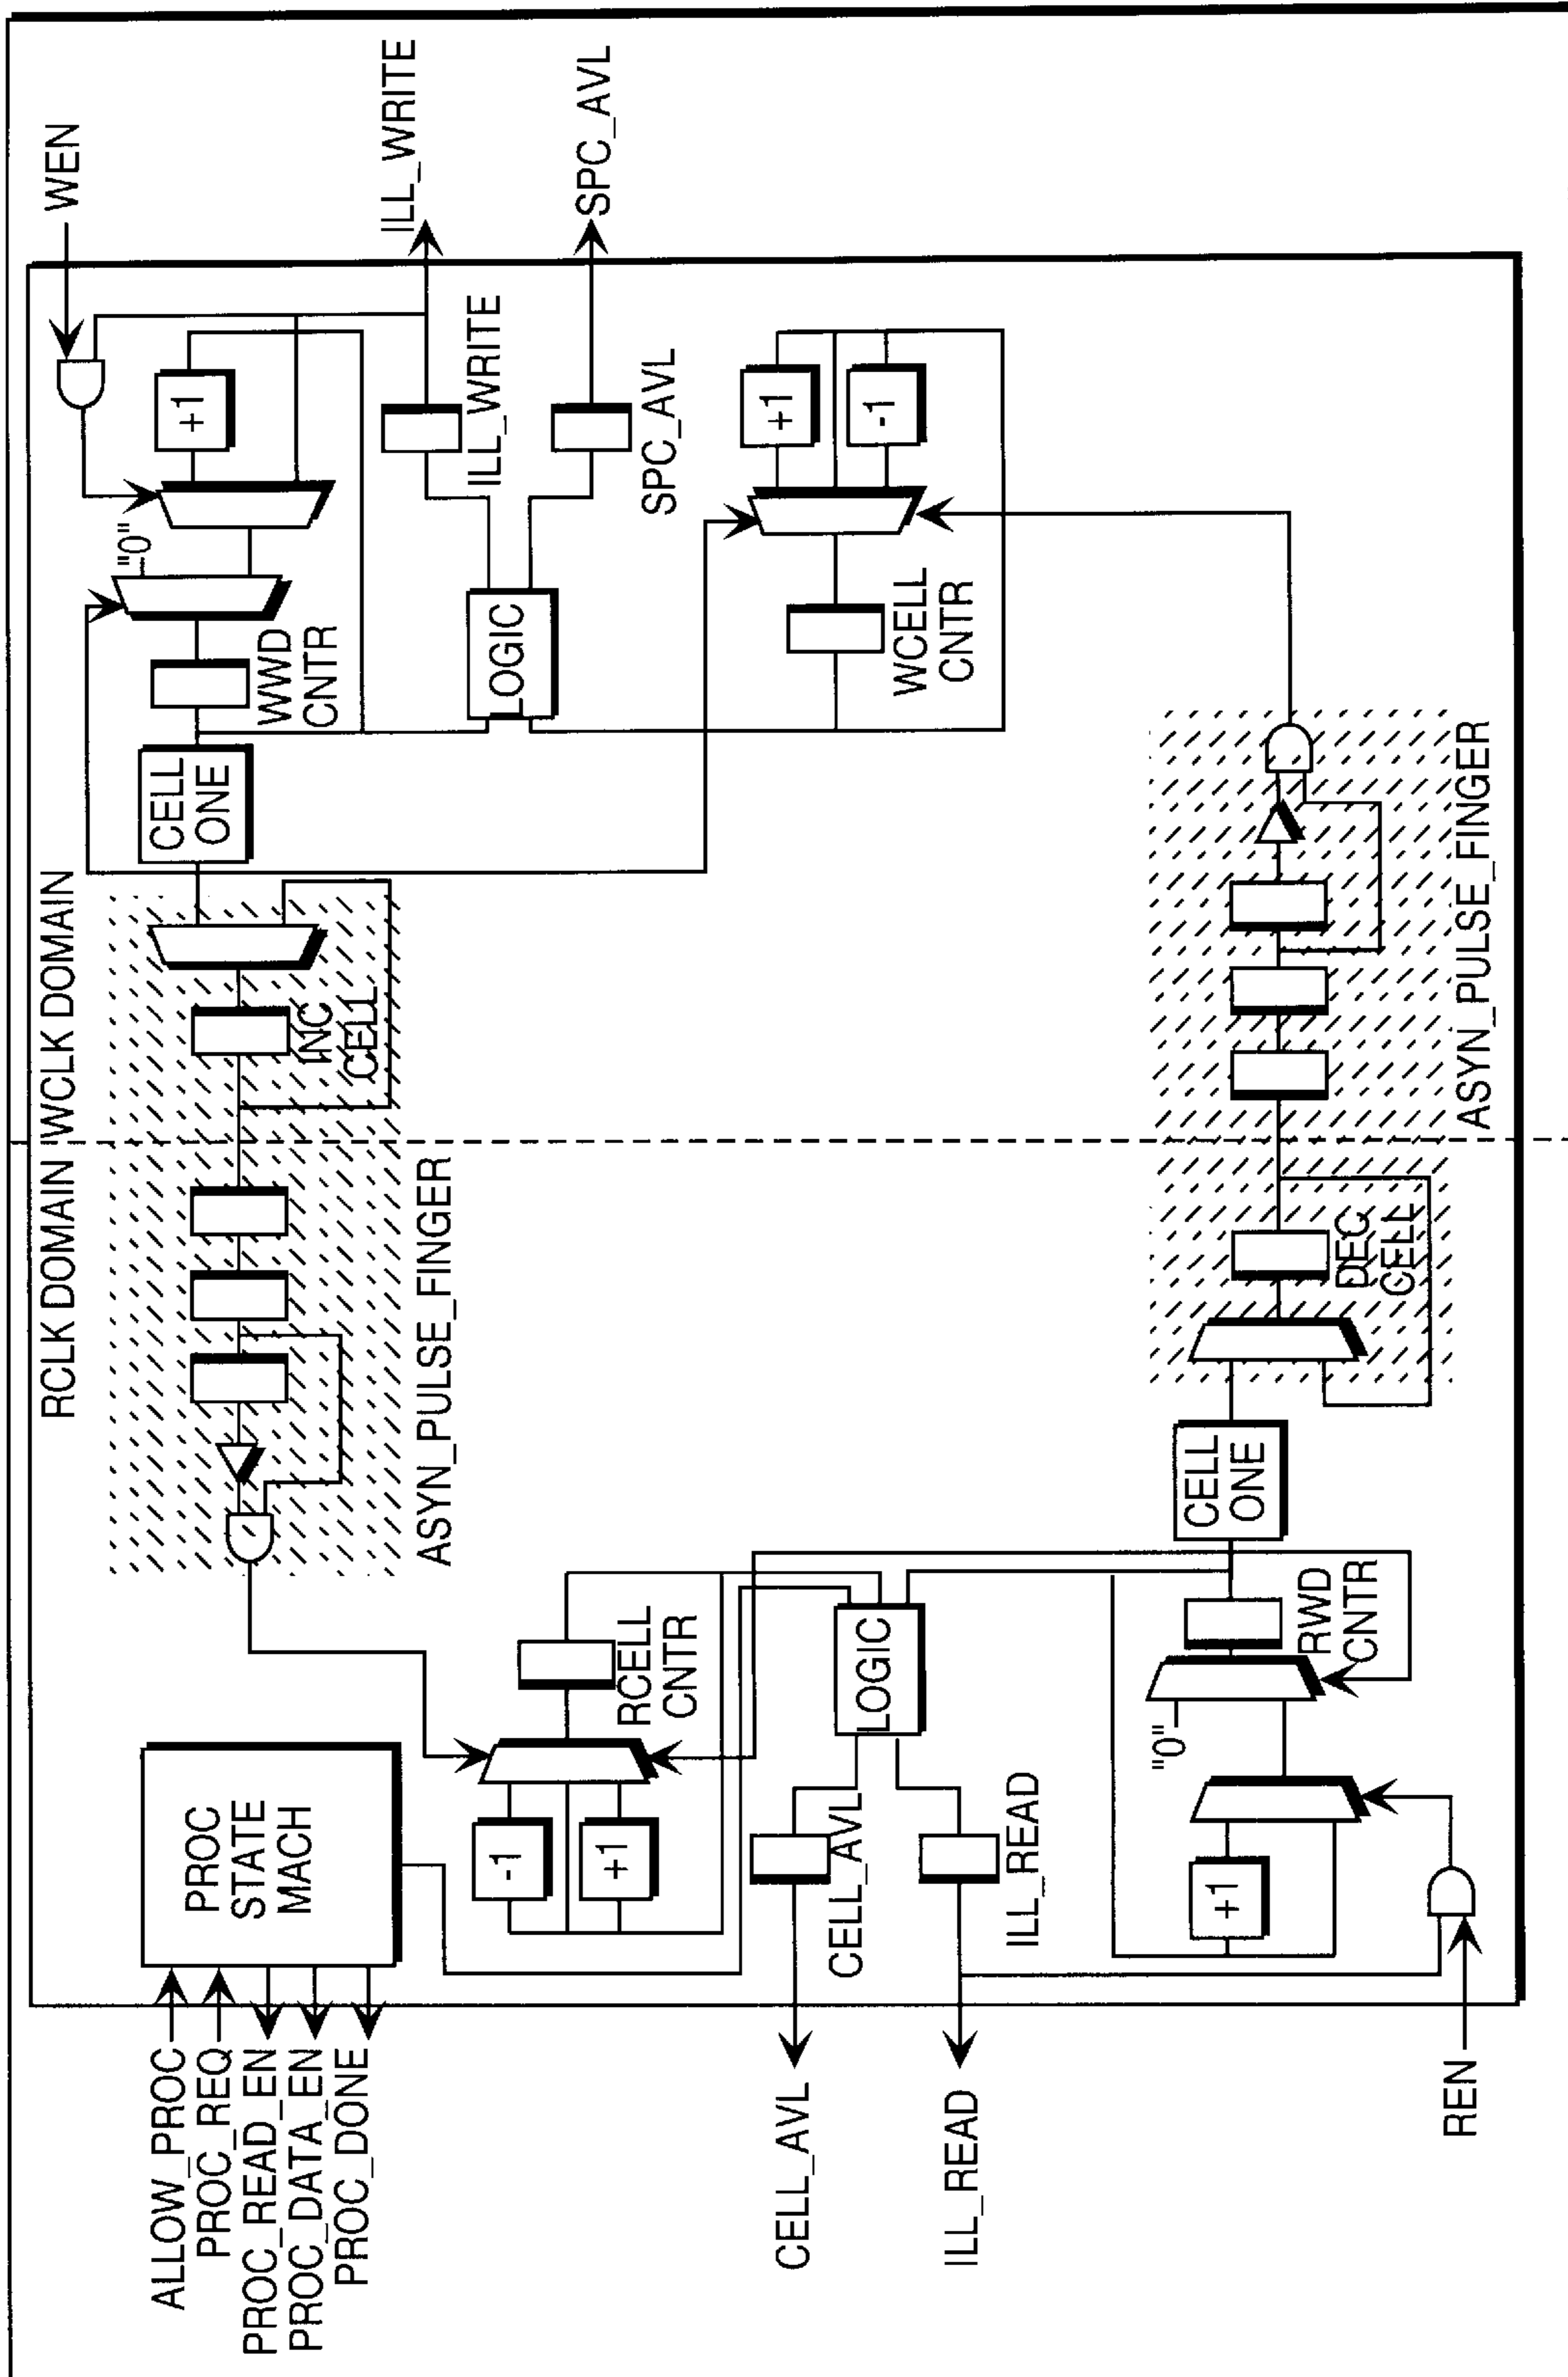 RCLK DOMAIN
WCLK DOMAIN
ALLOW_PROC
PROC_REQ
PROC_READ_EN
PROC_DATA_EN
PROC_DONE
PROC
STATE
MACH
ASYN_PULSE_FINGER
INC
CELL
CELL
ONE
WWD
CNTR
"0"
+1
WEN
ILL_WRITE
ILL_WRITE
SPC_AVL
SPC_AVL
LOGIC
-1
+1
RCELL
CNTR
LOGIC
CELL_AVL
CELL_AVL
ILL_READ
ILL_READ
WCELL
CNTR
+1
-1
REN
+1
"0"
RWD
CNTR
CELL
ONE
DEC
CELL
ASYN_PULSE_FINGER